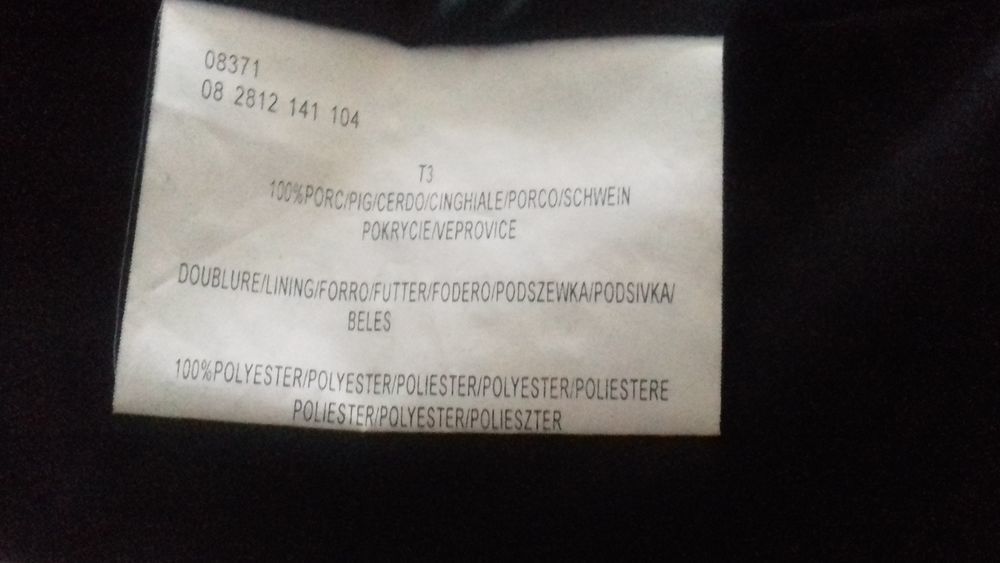 08371
08 2812 141 104
T3
100%PORC/PIG/CERDO/CINGHIALE/PORCO/SCHWEIN
POKRYCIE/VEPROVICE
DOUBLURE/LINING/FORRO/FUTTER/FODERO/PODSZEWKA/PODSIVKA/
BELES
100%POLYESTER/POLYESTER/POLIESTER/POLYESTER/POLIESTERE
POLIESTER/POLYESTER/POLIESZTER